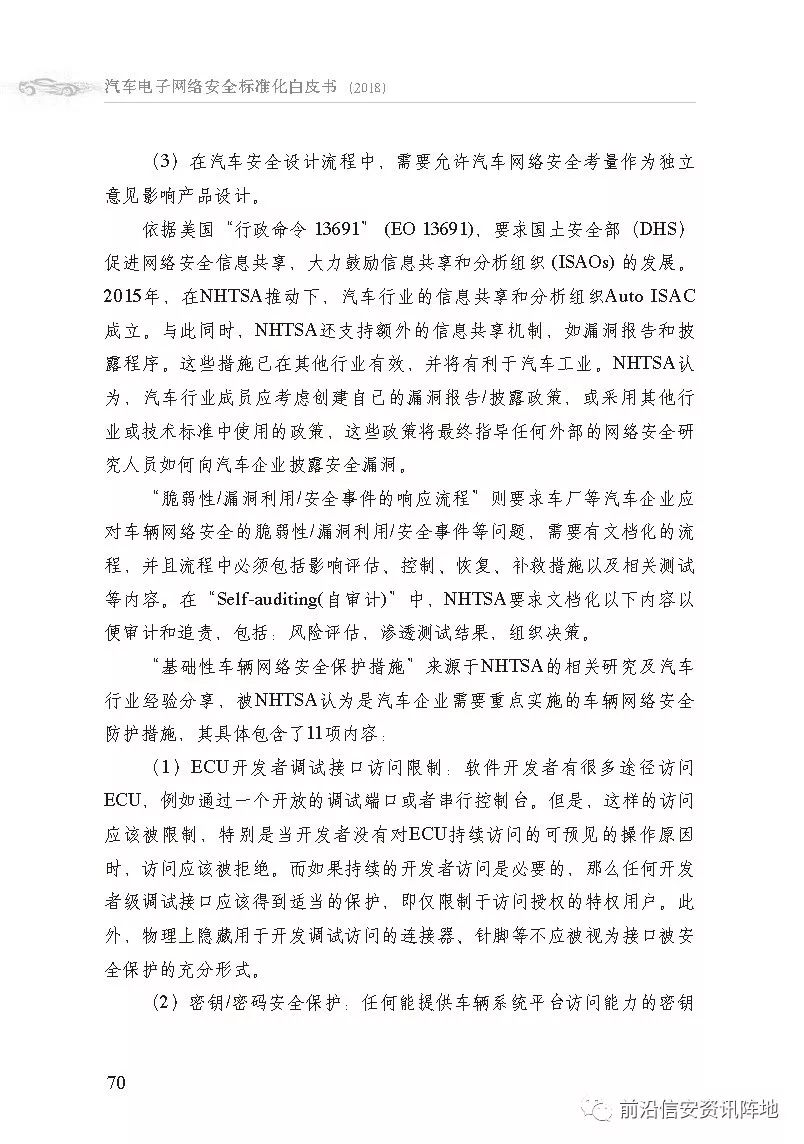 汽车电子网络安全标准化白皮书 (2018)
(3) 在汽车安全设计流程中，需要允许汽车网络安全考量作为独立
意见影响产品设计。
依据美国“行政命令 13691” (EO 13691)，要求国土安全部 (DHS)
促进网络安全信息共享，大力鼓励信息共享和分析组织 (ISAOs) 的发展。
2015年，在NHTSA推动下，汽车行业的信息共享和分析组织Auto ISAC
成立。与此同时，NHTSA还支持额外的信息共享机制，如漏洞报告和披
露程序。这些措施已在其他行业有效，并将有利于汽车工业。NHTSA认
为，汽车行业成员应考虑创建自己的漏洞报告/披露政策，或采用其他行
业或技术标准中使用的政策，这些政策将最终指导任何外部的网络安全研
究人员如何向汽车企业披露安全漏洞。
“脆弱性/漏洞利用/安全事件的响应流程”则要求车厂等汽车企业应
对车辆网络安全的脆弱性/漏洞利用/安全事件等问题，需要有文档化的流
程，并且流程中必须包括影响评估、控制、恢复、补救措施以及相关测试
等内容。在“Self-auditing(自审计)”中，NHTSA要求文档化以下内容以
便审计和追责，包括：风险评估，渗透测试结果，组织决策。
“基础性车辆网络安全保护措施”来源于NHTSA的相关研究及汽车
行业经验分享，被NHTSA认为是汽车企业需要重点实施的车辆网络安全
防护措施，其具体包含了11项内容：
(1) ECU开发者调试接口访问限制：软件开发者有很多途径访问
ECU，例如通过一个开放的调试端口或者串行控制台。但是，这样的访问
应该被限制，特别是当开发者没有对ECU持续访问的可预见的操作原因
时，访问应该被拒绝。而如果持续的开发者访问是必要的，那么任何开发
者级调试接口应该得到适当的保护，即仅限制于访问授权的特权用户。此
外，物理上隐藏用于开发调试访问的连接器、针脚等不应被视为接口被安
全保护的充分形式。
(2) 密钥/密码安全保护：任何能提供车辆系统平台访问能力的密钥
70
前沿信安资讯阵地